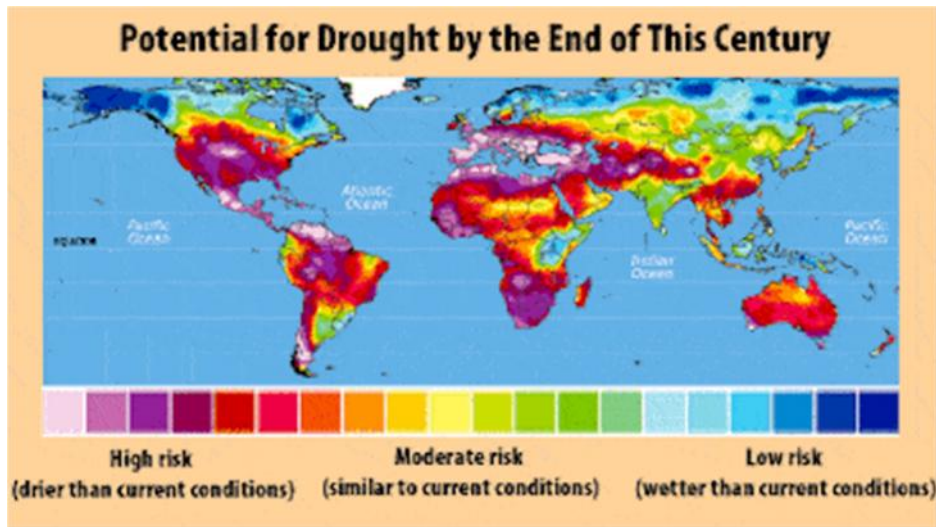 Potential for Drought by the End of This Century
Atlantic
Ocean
Pacific
Ocean
Pacific
Ocean
Indian
Ocean
High risk
(drier than current conditions)
Moderate risk
(similar to current conditions)
Low risk
(wetter than current conditions)